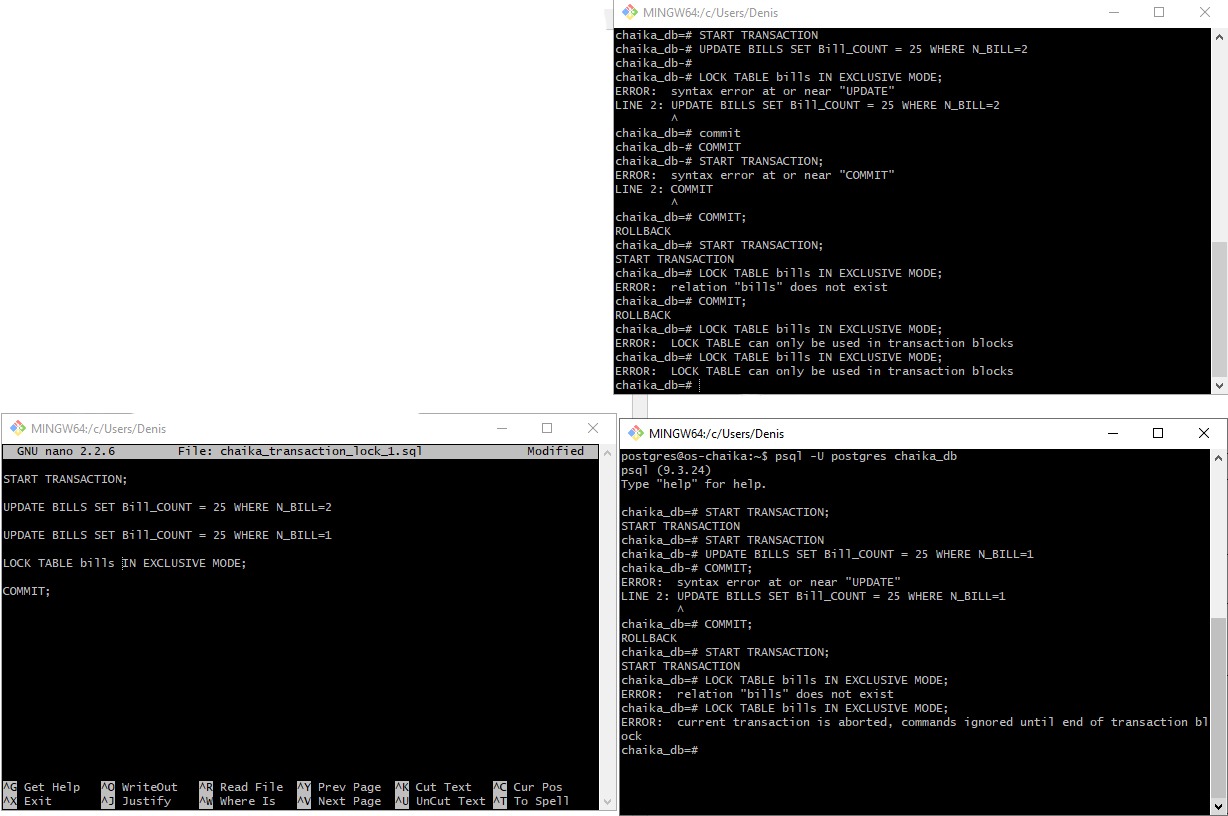 MINGW64:/c/Users/Denis
chaika_db=# START TRANSACTION
chaika_db-# UPDATE BILLS SET Bill_COUNT = 25 WHERE N_BILL=2
chaika_db-#
chaika_db-# LOCK TABLE bills IN EXCLUSIVE MODE;
ERROR:  syntax error at or near "UPDATE"
LINE 2: UPDATE BILLS SET Bill_COUNT = 25 WHERE N_BILL=2
        ^
chaika_db=# commit
chaika_db-# COMMIT
chaika_db-# START TRANSACTION;
ERROR:  syntax error at or near "COMMIT"
LINE 2: COMMIT
        ^
chaika_db=# COMMIT;
ROLLBACK
chaika_db=# START TRANSACTION;
START TRANSACTION
chaika_db=# LOCK TABLE bills IN EXCLUSIVE MODE;
ERROR:  relation "bills" does not exist
chaika_db=# COMMIT;
ROLLBACK
chaika_db=# LOCK TABLE bills IN EXCLUSIVE MODE;
ERROR:  LOCK TABLE can only be used in transaction blocks
chaika_db=# LOCK TABLE bills IN EXCLUSIVE MODE;
ERROR:  LOCK TABLE can only be used in transaction blocks
chaika_db=#
MINGW64:/c/Users/Denis
GNU nano 2.2.6 File: chaika_transaction_lock_1.sql Modified
START TRANSACTION;
UPDATE BILLS SET Bill_COUNT = 25 WHERE N_BILL=2
UPDATE BILLS SET Bill_COUNT = 25 WHERE N_BILL=1
LOCK TABLE bills IN EXCLUSIVE MODE;
COMMIT;
^G Get Help ^O WriteOut ^R Read File ^Y Prev Page ^K Cut Text ^C Cur Pos
^X Exit ^J Justify ^W Where Is ^V Next Page ^U UnCut Text ^T To Spell
MINGW64:/c/Users/Denis
postgres@os-chaika:~$ psql -U postgres chaika_db
psql (9.3.24)
Type "help" for help.
chaika_db=# START TRANSACTION;
START TRANSACTION
chaika_db=# START TRANSACTION
chaika_db-# UPDATE BILLS SET Bill_COUNT = 25 WHERE N_BILL=1
chaika_db-# COMMIT;
ERROR:  syntax error at or near "UPDATE"
LINE 2: UPDATE BILLS SET Bill_COUNT = 25 WHERE N_BILL=1
        ^
chaika_db=# COMMIT;
ROLLBACK
chaika_db=# START TRANSACTION;
START TRANSACTION
chaika_db=# LOCK TABLE bills IN EXCLUSIVE MODE;
ERROR:  relation "bills" does not exist
chaika_db=# LOCK TABLE bills IN EXCLUSIVE MODE;
ERROR:  current transaction is aborted, commands ignored until end of transaction bl
ock
chaika_db=#